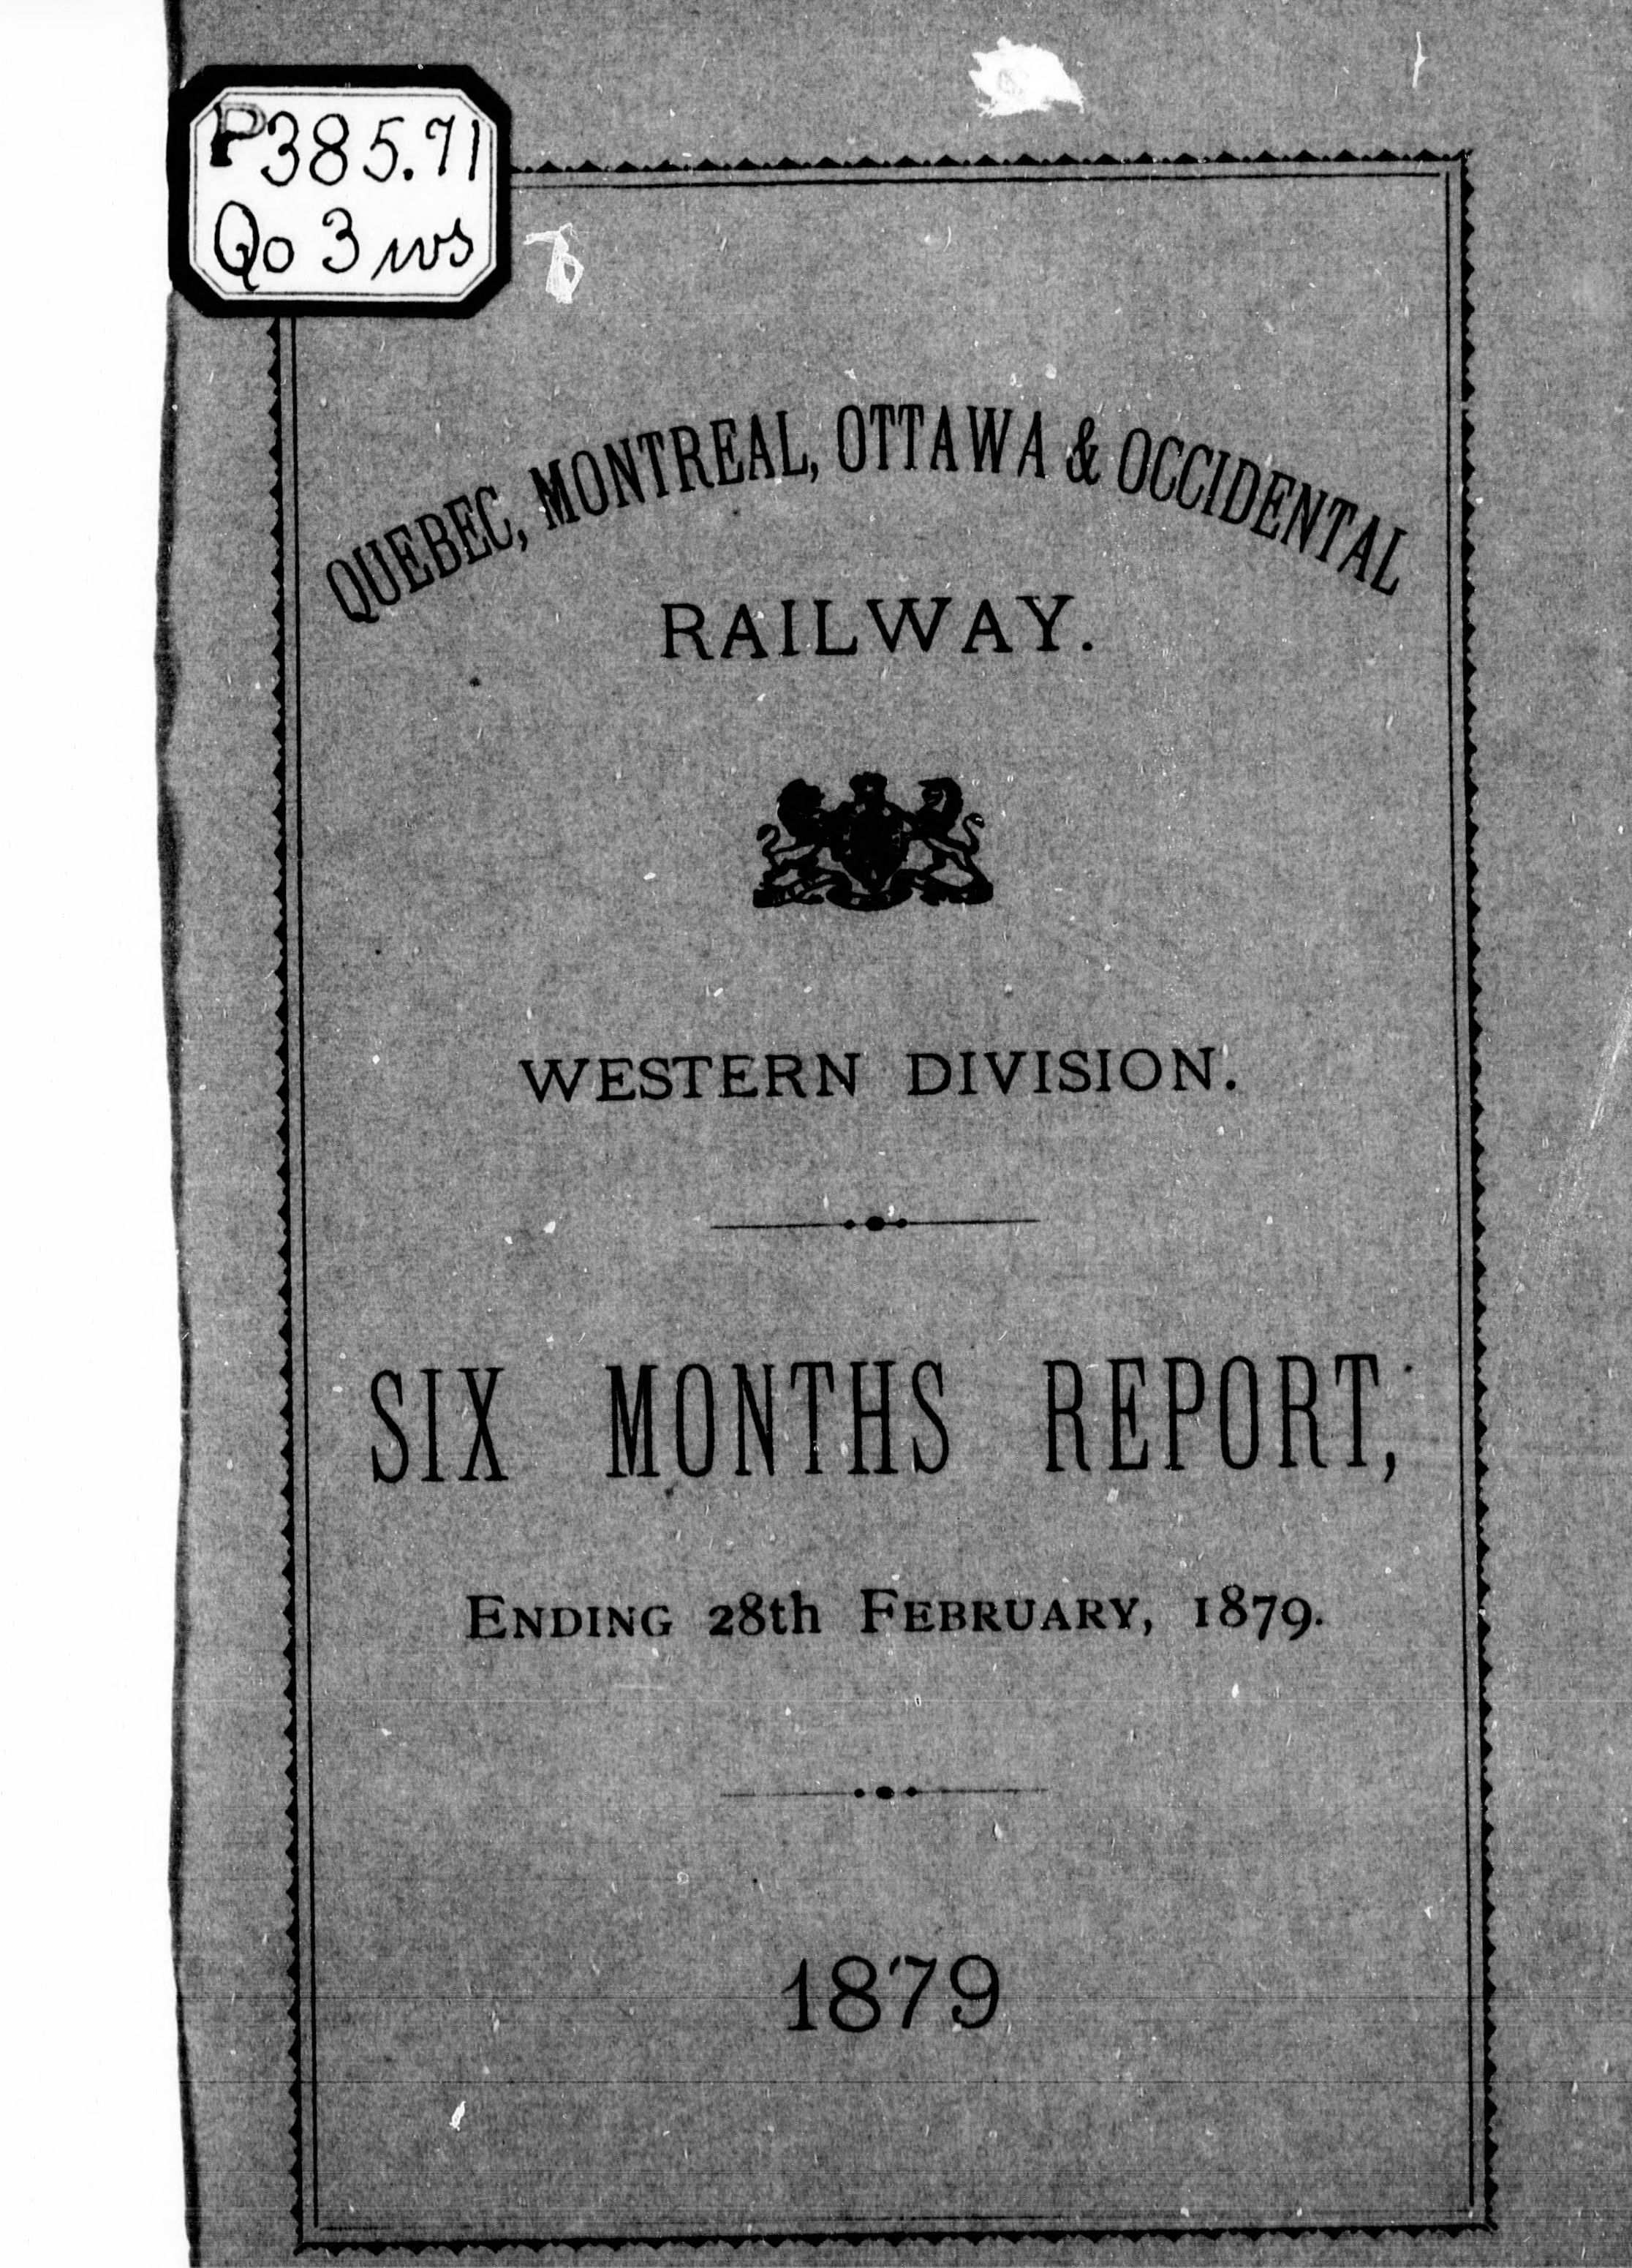 P385.71
Qo 3 ws
QUEBEC, MONTREAL, OTTAWA & OCCIDENTAL
RAILWAY.
WESTERN DIVISION.
SIX MONTHS REPORT,
ENDING 28th FEBRUARY, 1879.
1879